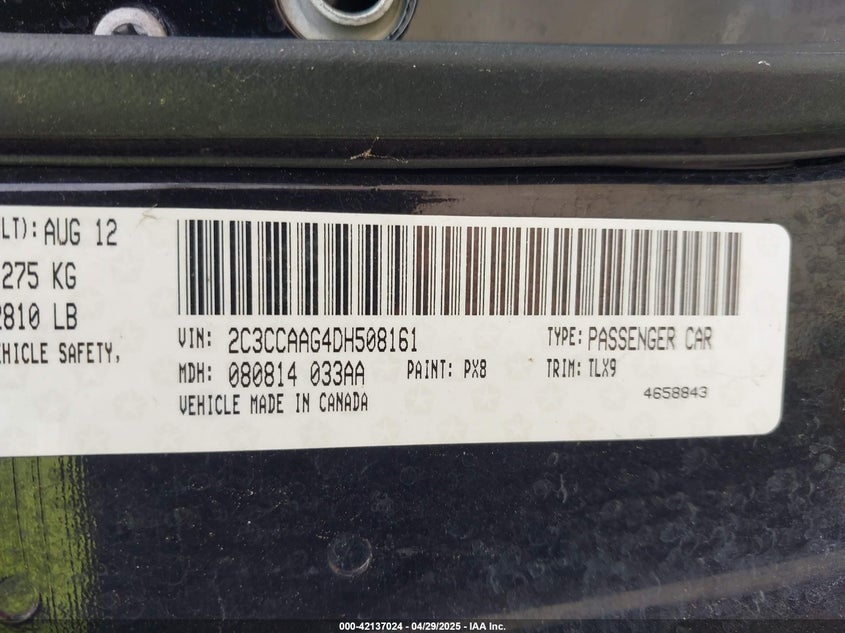 LT): AUG 12
275 KG
2810 LB
EHICLE SAFETY,
VIN: 2C3CCAAG4DH508161
TYPE: PASSENGER CAR
MDH: 080814 033AA
PAINT: PX8
TRIM: TLX9
VEHICLE MADE IN CANADA
4658843
000-42137024 - 04/29/2025 - IAA Inc.